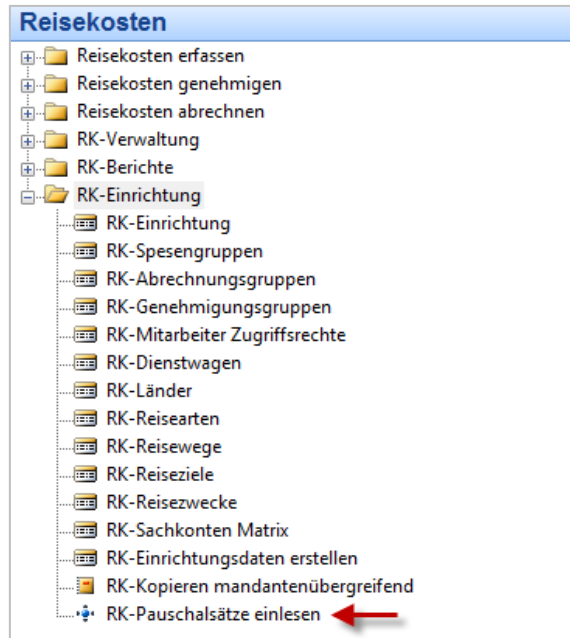 Reisekosten
Reisekosten erfassen
Reisekosten genehmigen
Reisekosten abrechnen
RK-Verwaltung
RK-Berichte
RK-Einrichtung
RK-Einrichtung
RK-Spesengruppen
RK-Abrechnungsgruppen
RK-Genehmigungsgruppen
RK-Mitarbeiter Zugriffsrechte
RK-Dienstwagen
RK-Länder
RK-Reisearten
RK-Reisewege
RK-Reiseziele
RK-Reisezwecke
RK-Sachkonten Matrix
RK-Einrichtungsdaten erstellen
RK-Kopieren mandantenübergreifend
RK-Pauschalsätze einlesen